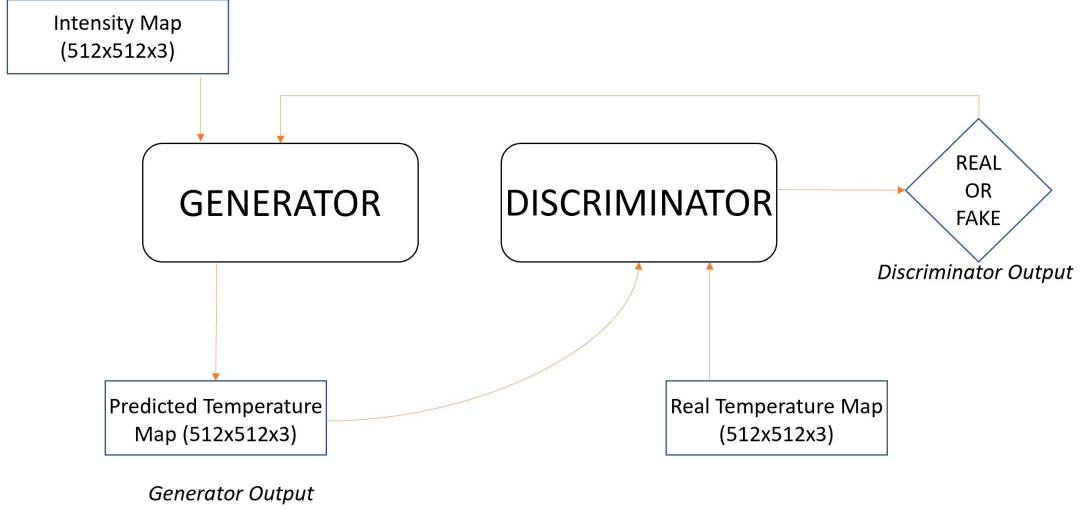 Intensity Map
(512x512x3)
GENERATOR
DISCRIMINATOR
REAL
OR
FAKE
Discriminator Output
Predicted Temperature
Map (512x512x3)
Real Temperature Map
(512x512x3)
Generator Output